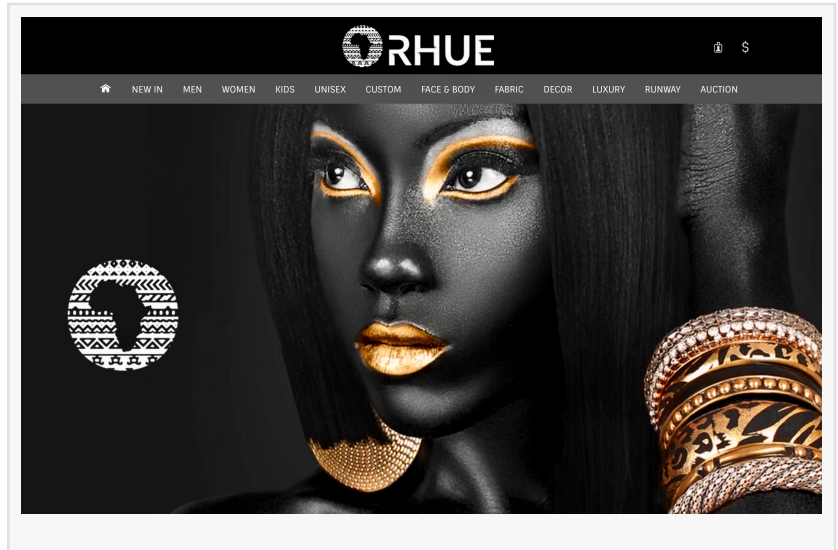 RHUE
$
NEW IN MEN WOMEN KIDS UNISEX CUSTOM FACE & BODY FABRIC DECOR LUXURY RUNWAY AUCTION